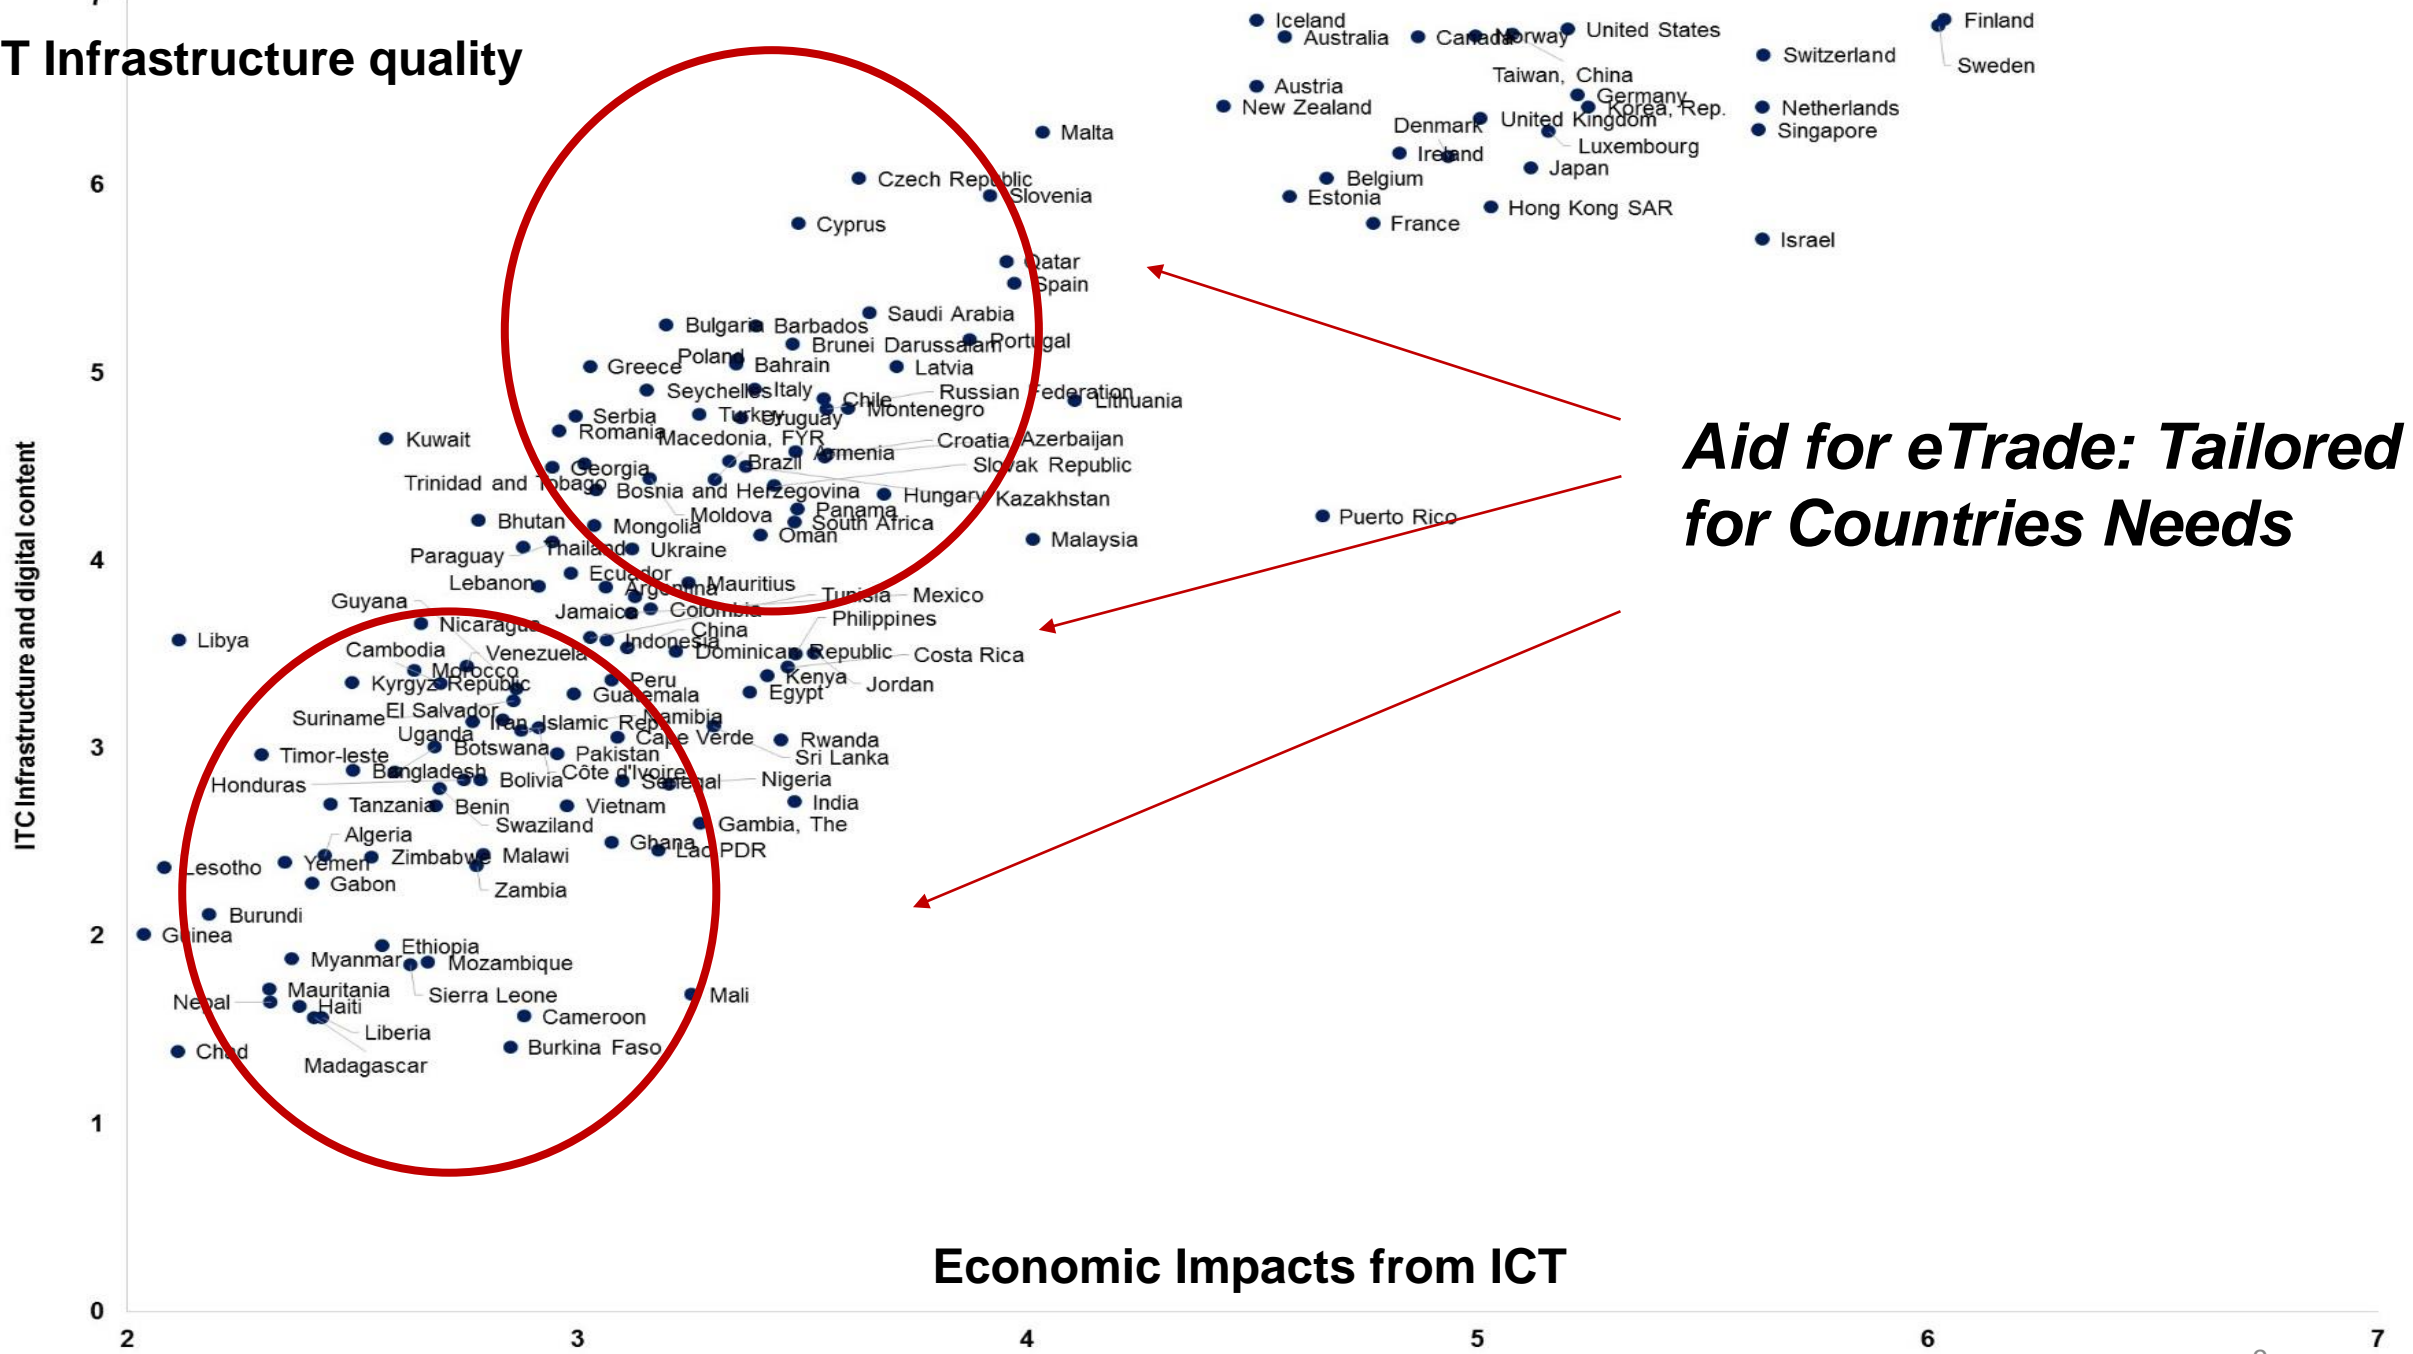 7
T Infrastructure quality
Iceland
Australia
Canada
Norway
United States
Finland
Switzerland
Sweden
Taiwan, China
Austria
Germany
New Zealand
Korea, Rep.
Netherlands
Denmark
United Kingdom
Singapore
Malta
Luxembourg
Ireland
Japan
6
Czech Republic
Belgium
Slovenia
Estonia
Hong Kong SAR
Cyprus
France
Israel
Qatar
Spain
Saudi Arabia
Bulgaria
Barbados
Brunei Darussalam
Portugal
Poland
Bahrain
Greece
Latvia
5
Seychelles
Italy
Chile
Russian Federation
Lithuania
Montenegro
Serbia
Turkey
Uruguay
Romania
Macedonia, FYR
Kuwait
Croatia
Azerbaijan
Armenia
Brazil
Slovak Republic
Georgia
Trinidad and Tobago
Bosnia and Herzegovina
Hungary
Kazakhstan
Panama
Moldova
South Africa
Bhutan
Mongolia
Oman
Puerto Rico
Malaysia
Paraguay
Thailand
Ukraine
4
Ecuador
Lebanon
Argentina
Mauritius
Tunisia
Mexico
Guyana
Jamaica
Colombia
Philippines
Nicaragua
China
Libya
Indonesia
Cambodia
Venezuela
Dominican Republic
Costa Rica
Morocco
Kyrgyz Republic
Peru
Kenya
Jordan
Guatemala
Egypt
Suriname
El Salvador
Namibia
Iran, Islamic Rep.
Uganda
Cape Verde
Rwanda
3
Botswana
Pakistan
Sri Lanka
Timor-leste
Bangladesh
Côte d'Ivoire
Honduras
Bolivia
Senegal
Nigeria
Tanzania
Benin
Vietnam
India
Swaziland
Gambia, The
Algeria
Ghana
Lao PDR
Yemen
Zimbabwe
Malawi
Lesotho
Gabon
Zambia
Burundi
2
Guinea
Ethiopia
Myanmar
Mozambique
Mauritania
Sierra Leone
Mali
Nepal
Haiti
Cameroon
Liberia
Chad
Burkina Faso
Madagascar
1
0
ITC Infrastructure and digital content
Aid for eTrade: Tailored
for Countries Needs
Economic Impacts from ICT
2 3 4 5 6 7